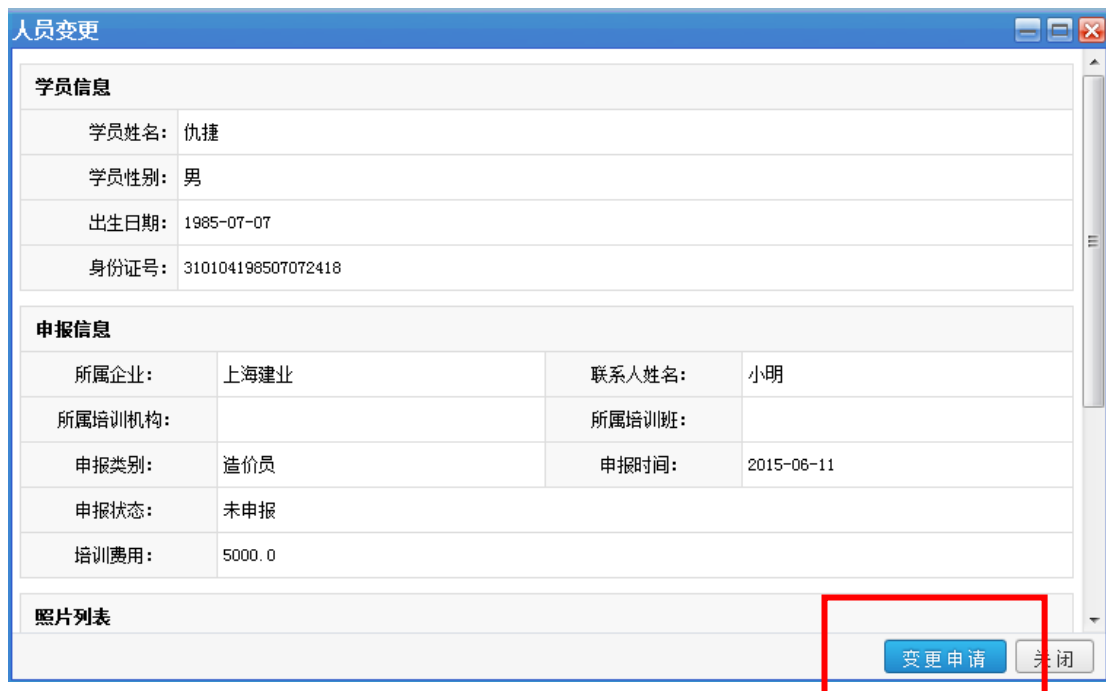 人员变更
学员信息
学员姓名： 仇捷
学员性别： 男
出生日期： 1985-07-07
身份证号： 310104198507072418
申报信息
所属企业： 上海建业 联系人姓名： 小明
所属培训机构： 所属培训班：
申报类别： 造价员 申报时间： 2015-06-11
申报状态： 未申报
培训费用： 5000.0
照片列表
变更申请 关闭